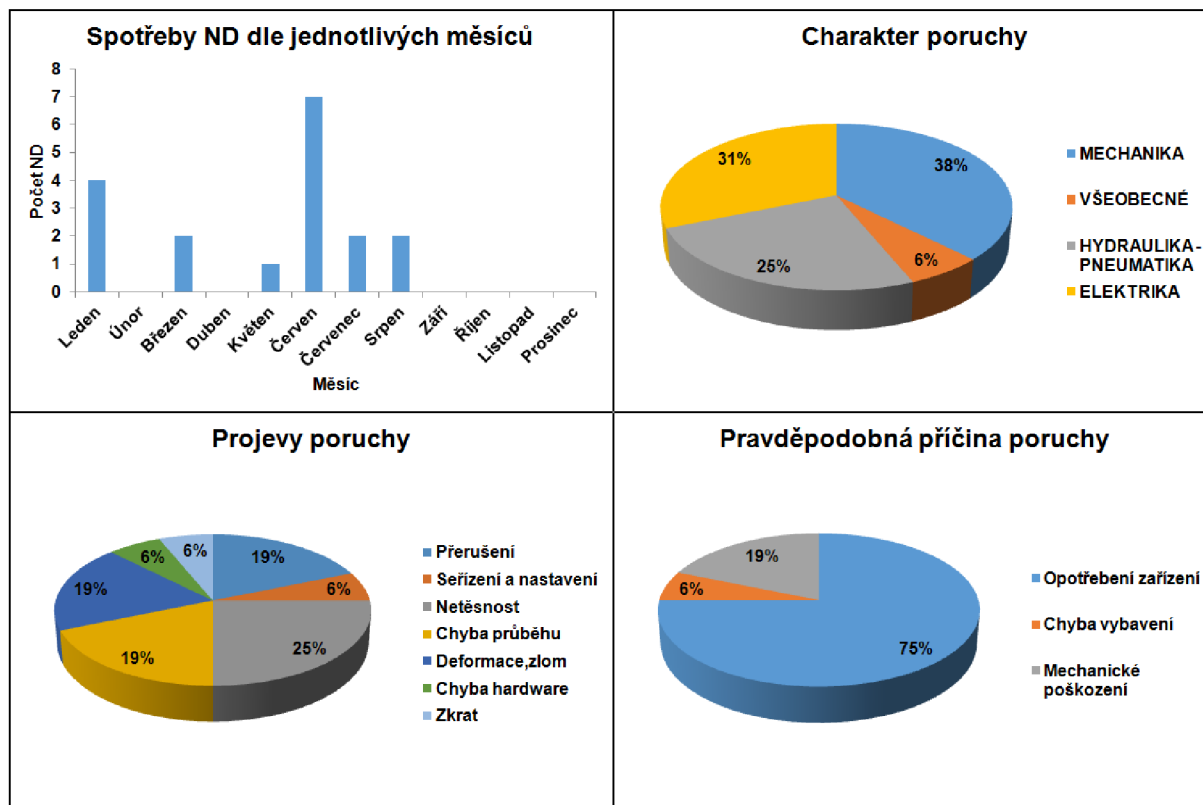 Spotřeby ND dle jednotlivých měsíců
8
7
6
5
4
3
2
1
0
Počet ND
Leden
Únor
Březen
Duben
Květen
Červen
Červenec
Srpen
Září
Říjen
Listopad
Prosinec
Měsíc
Charakter poruchy
31%
38%
25%
6%
MECHANIKA
VŠEOBECNÉ
HYDRAULIKA-
PNEUMATIKA
ELEKTRIKA
Projevy poruchy
6%
6%
19%
19%
6%
19%
25%
Přerušení
Seřízení a nastavení
Netěsnost
Chyba průběhu
Deformace,zlom
Chyba hardware
Zkrat
Pravděpodobná příčina poruchy
19%
6%
75%
Opotřebení zařízení
Chyba vybavení
Mechanické
poškození